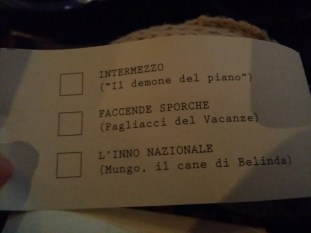 INTERMEZZO
("Il demone del piano")
FACCENDE SPORCHE
(Pagliacci del Vacanze)
L'INNO NAZIONALE
(Mungo, il cane di Belinda)